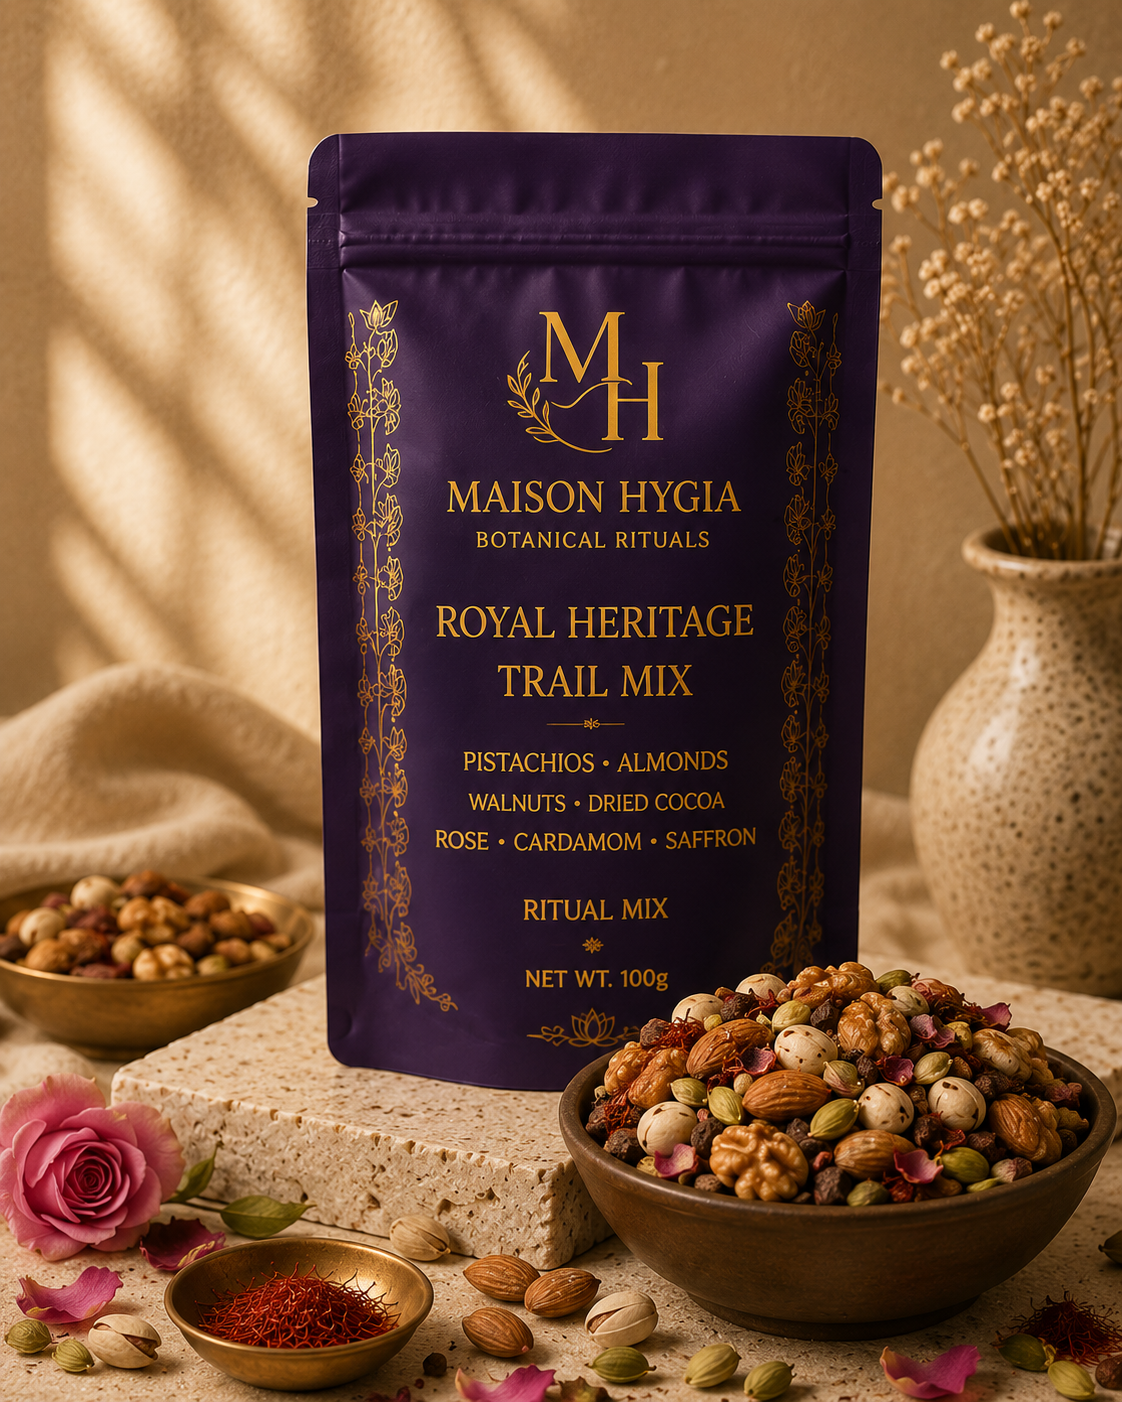 MH
MAISON HYGIA
BOTANICAL RITUALS
ROYAL HERITAGE
TRAIL MIX
PISTACHIOS • ALMONDS
WALNUTS • DRIED COCOA
ROSE • CARDAMOM • SAFFRON
RITUAL MIX
NET WT. 100g